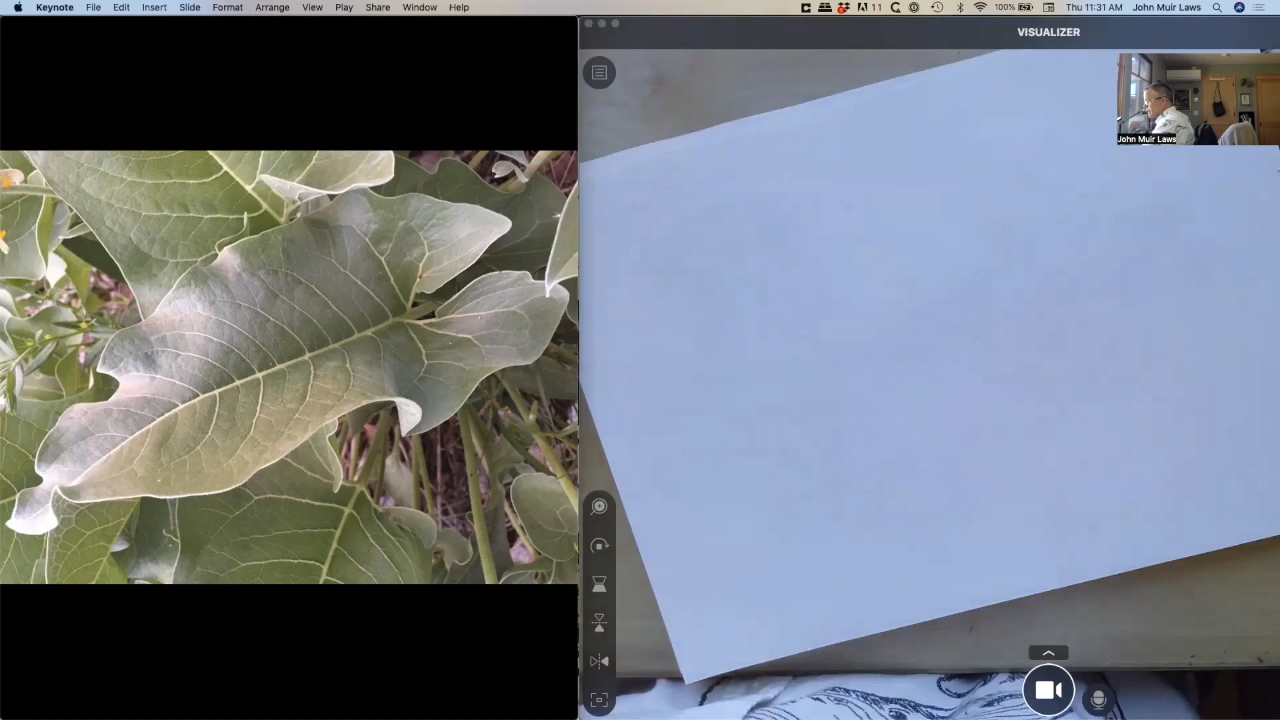 Keynote File Edit Insert Slide Format Arrange View Play Share Window Help 11 100% Thu 11:31 AM John Muir Laws
VISUALIZER
John Muir Laws